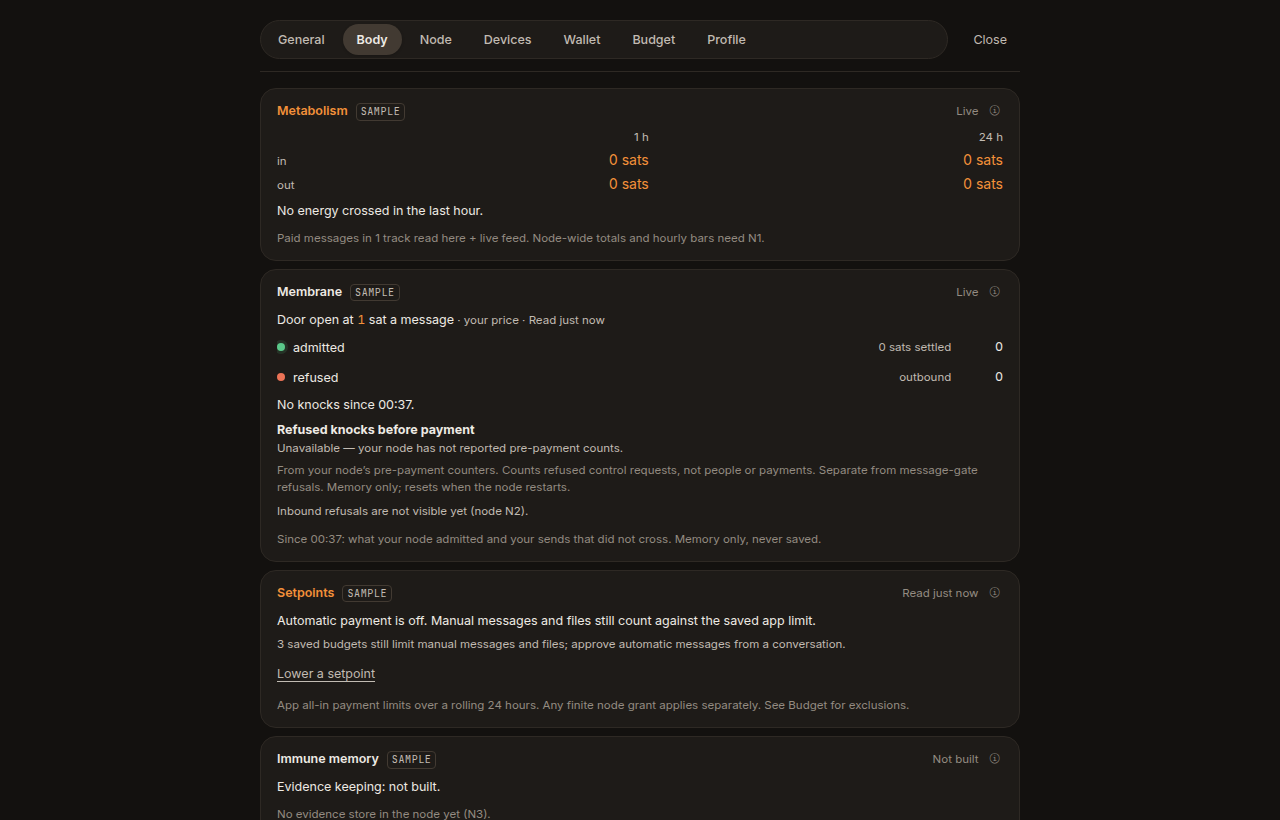 General Body Node Devices Wallet Budget Profile Close
Metabolism SAMPLE Live
1 h 24 h
in 0 sats 0 sats
out 0 sats 0 sats
No energy crossed in the last hour.
Paid messages in 1 track read here + live feed. Node-wide totals and hourly bars need N1.
Membrane SAMPLE Live
Door open at 1 sat a message · your price · Read just now
admitted 0 sats settled 0
refused outbound 0
No knocks since 00:37.
Refused knocks before payment
Unavailable — your node has not reported pre-payment counts.
From your node's pre-payment counters. Counts refused control requests, not people or payments. Separate from message-gate
refusals. Memory only; resets when the node restarts.
Inbound refusals are not visible yet (node N2).
Since 00:37: what your node admitted and your sends that did not cross. Memory only, never saved.
Setpoints SAMPLE Read just now
Automatic payment is off. Manual messages and files still count against the saved app limit.
3 saved budgets still limit manual messages and files; approve automatic messages from a conversation.
Lower a setpoint
App all-in payment limits over a rolling 24 hours. Any finite node grant applies separately. See Budget for exclusions.
Immune memory SAMPLE Not built
Evidence keeping: not built.
No evidence store in the node yet (N3).